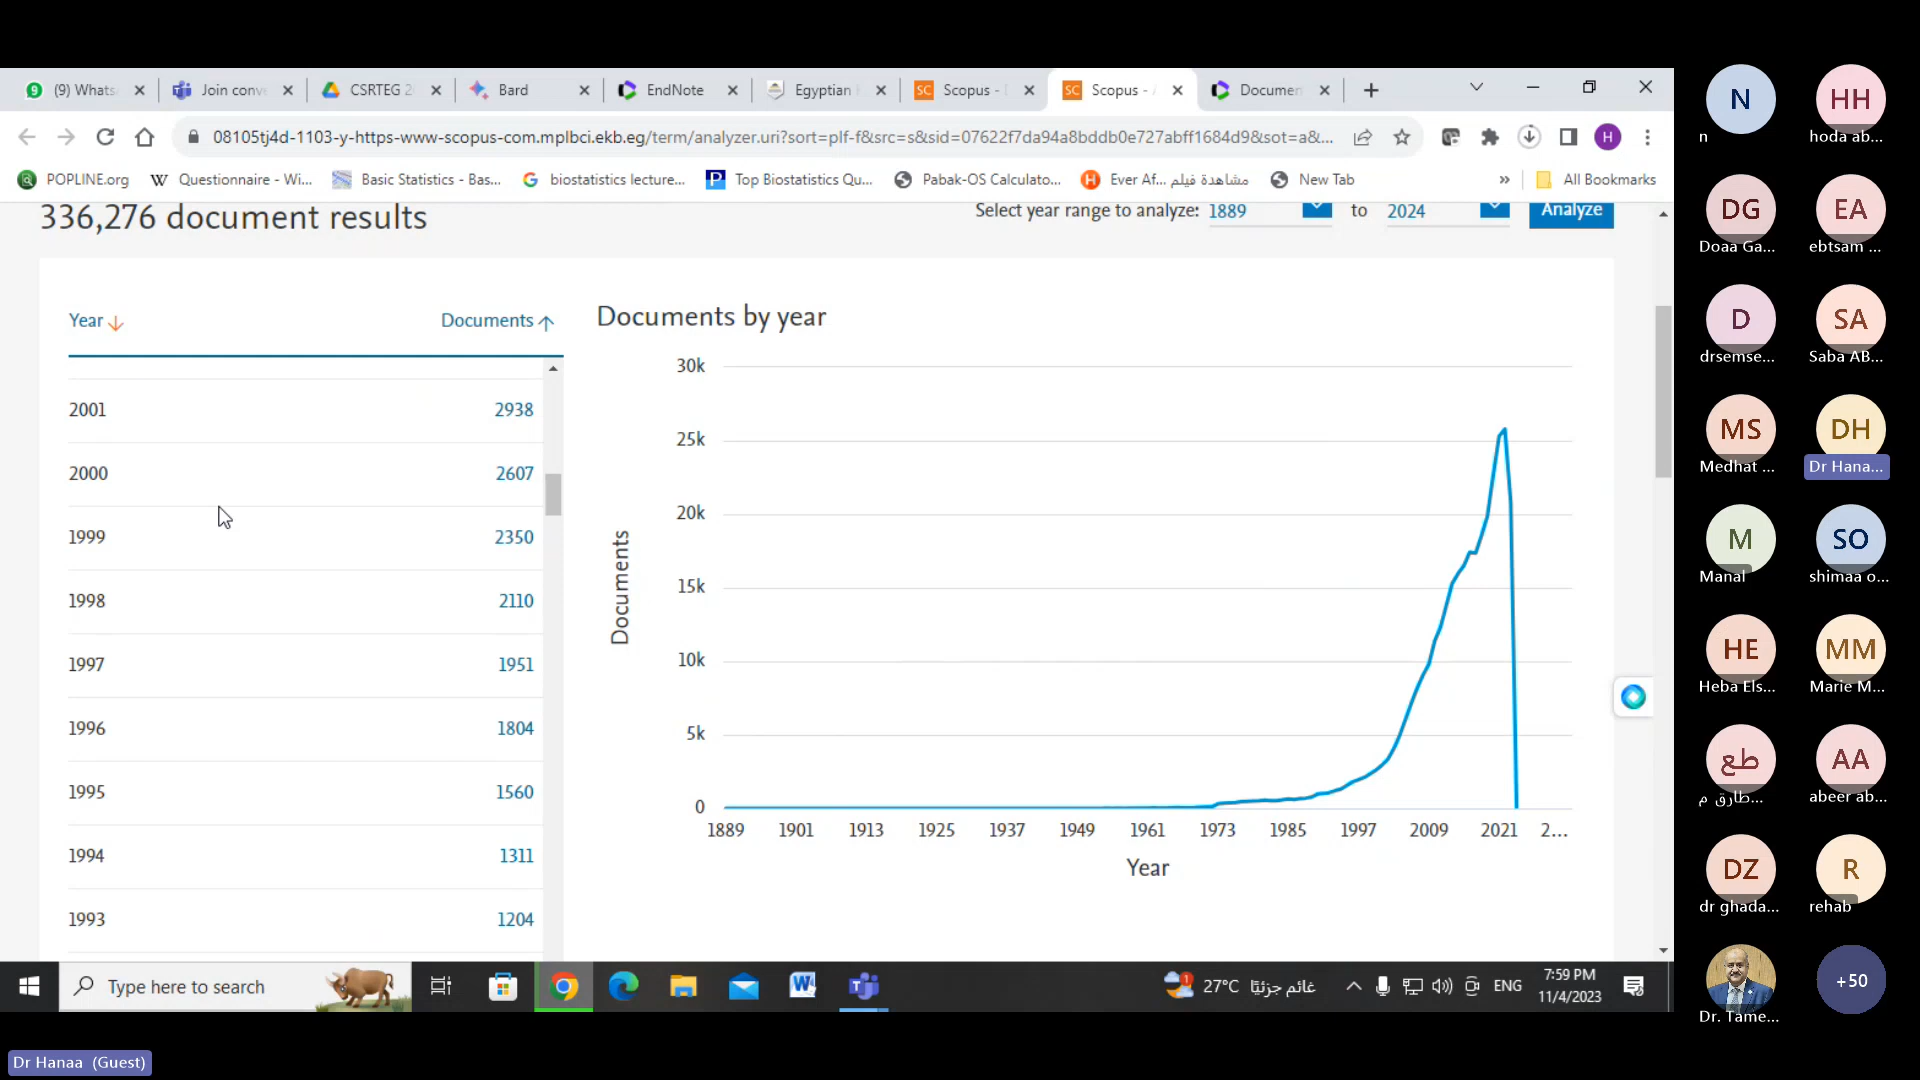 (9) Whats
Join conv
CSRTEG 2
Bard
EndNote
Egyptian
Scopus -
Scopus -
Documen
08105tj4d-1103-y-https-www-scopus-com.mplbci.ekb.eg/term/analyzer.uri?sort=plf-f&src=s&sid=07622f7da94a8bddb0e727abff1684d9&sot=a&...
H
POPLINE.org
Questionnaire - Wi...
Basic Statistics - Bas...
biostatistics lecture...
Top Biostatistics Qu...
Pabak-OS Calculato...
Ever Af... مشاهدة فيلم
New Tab
»
All Bookmarks
336,276 document results
Select year range to analyze: 1889 to 2024 Analyze
Year Documents
2001 2938
2000 2607
1999 2350
1998 2110
1997 1951
1996 1804
1995 1560
1994 1311
1993 1204
Documents by year
30k
25k
20k
15k
10k
5k
0
Documents
1889 1901 1913 1925 1937 1949 1961 1973 1985 1997 2009 2021 2...
Year
Type here to search
27°C غائم جزئيًا
ENG
7:59 PM
11/4/2023
N
n
HH
hoda ab...
DG
Doaa Ga...
EA
ebtsam ...
D
drsemse...
SA
Saba AB...
MS
Medhat ...
DH
Dr Hana...
M
Manal
SO
shimaa o...
HE
Heba Els...
MM
Marie M...
طع
طارق م...
AA
abeer ab...
DZ
dr ghada...
R
rehab
Dr. Tame...
+50
Dr Hanaa (Guest)